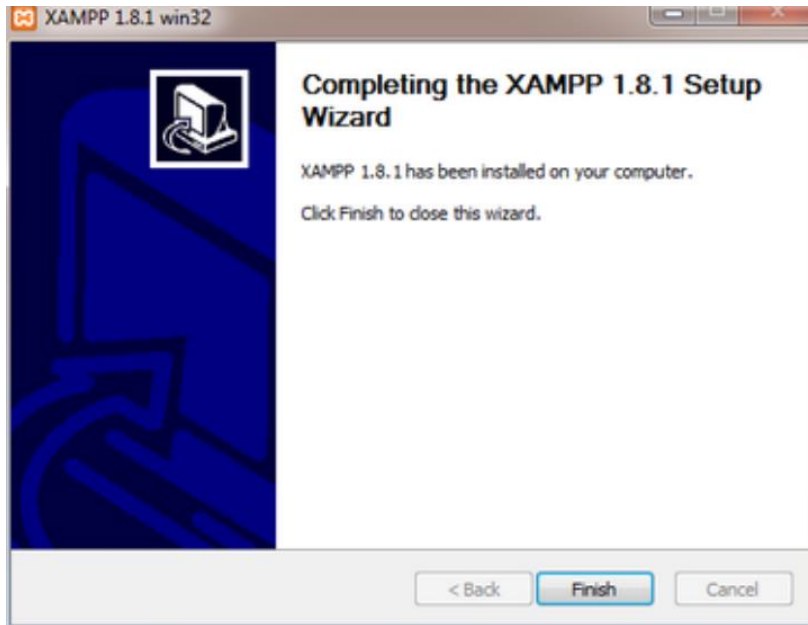 XAMPP 1.8.1 win32
Completing the XAMPP 1.8.1 Setup
Wizard
XAMPP 1.8.1 has been installed on your computer.
Click Finish to close this wizard.
< Back
Finish
Cancel